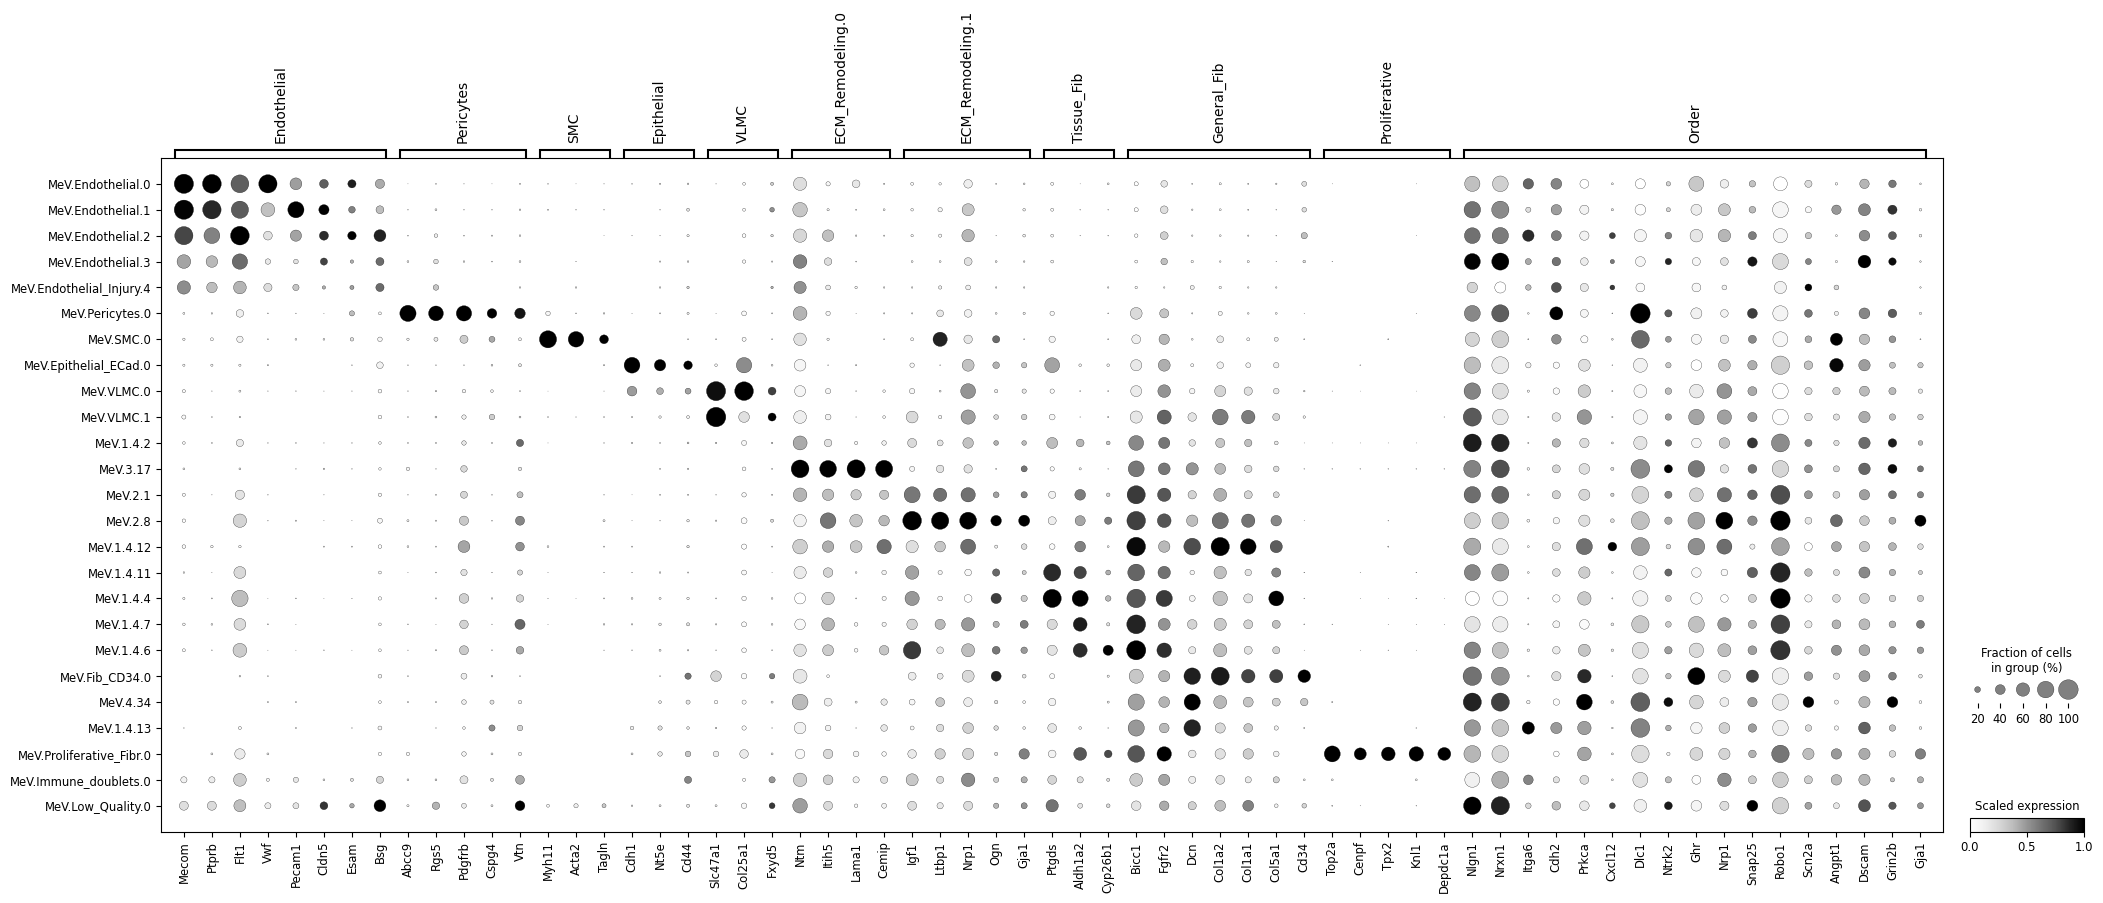 Endothelial
Pericytes
SMC
Epithelial
VLMC
ECM_Remodeling.0
ECM_Remodeling.1
Tissue_Fib
General_Fib
Proliferative
Order
MeV.Endothelial.0
MeV.Endothelial.1
MeV.Endothelial.2
MeV.Endothelial.3
MeV.Endothelial_Injury.4
MeV.Pericytes.0
MeV.SMC.0
MeV.Epithelial_ECad.0
MeV.VLMC.0
MeV.VLMC.1
MeV.1.4.2
MeV.3.17
MeV.2.1
MeV.2.8
MeV.1.4.12
MeV.1.4.11
MeV.1.4.4
MeV.1.4.7
MeV.1.4.6
MeV.Fib_CD34.0
MeV.4.34
MeV.1.4.13
MeV.Proliferative_Fibr.0
MeV.Immune_doublets.0
MeV.Low_Quality.0
Mecom
Ptprb
Flt1
Vwf
Pecam1
Cldn5
Esam
Bsg
Abcc9
Rgs5
Pdgfrb
Cspg4
Vtn
Myh11
Acta2
Tagln
Cdh1
Nt5e
Cd44
Slc47a1
Col25a1
Fxyd5
Ntm
Itih5
Lama1
Cemip
Igf1
Ltbp1
Nrp1
Ogn
Gja1
Ptgds
Aldh1a2
Cyp26b1
Bicc1
Fgfr2
Dcn
Col1a2
Col1a1
Col5a1
Cd34
Top2a
Cenpf
Tpx2
Knl1
Depdc1a
Nlgn1
Nrxn1
Itga6
Cdh2
Prkca
Cxcl12
Dlc1
Ntrk2
Ghr
Nrp1
Snap25
Robo1
Scn2a
Angpt1
Dscam
Grin2b
Gja1
Fraction of cells
in group (%)
20 40 60 80 100
Scaled expression
0.0 0.5 1.0